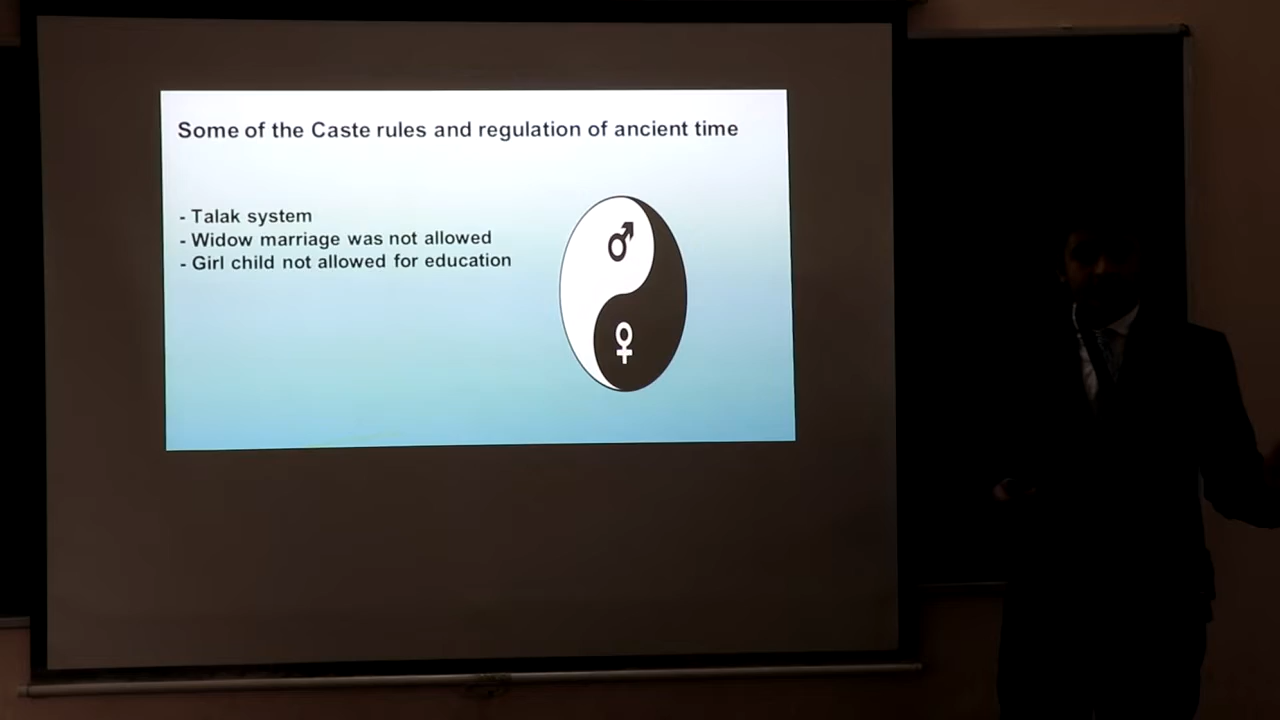 Some of the Caste rules and regulation of ancient time
- Talak system
- Widow marriage was not allowed
- Girl child not allowed for education